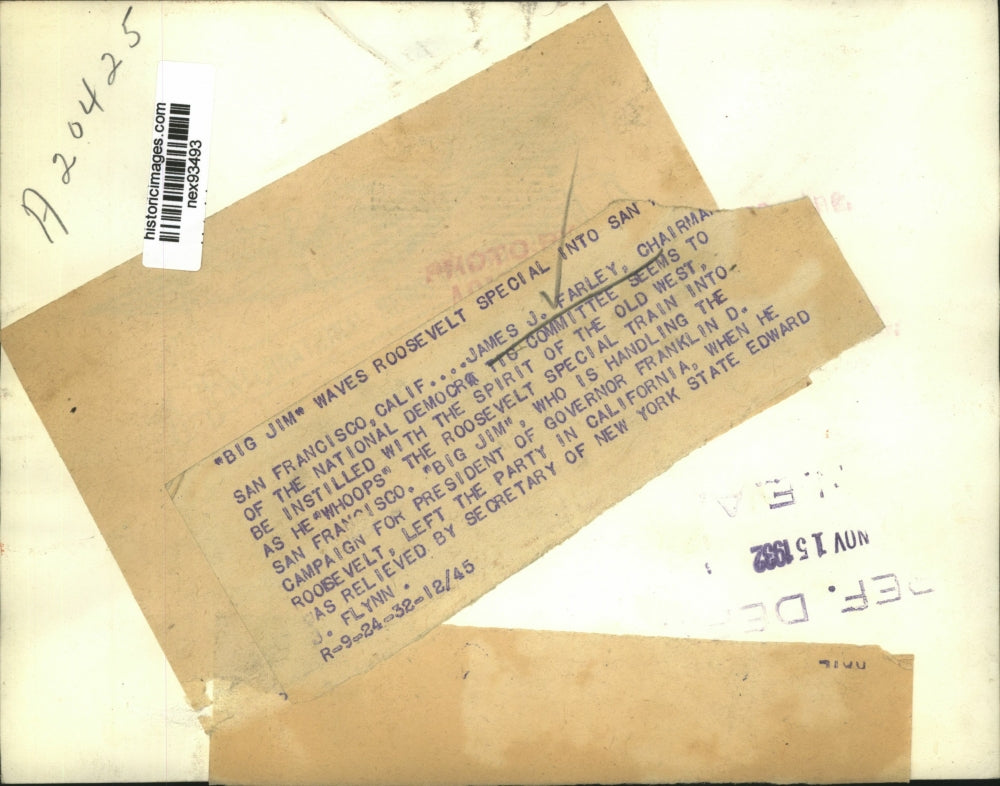 A 20425
historicimages.com
nex93493
"BIG JIM" WAVES ROOSEVELT SPECIAL INTO SAN
SAN FRANCISCO, CALIF....JAMES J. FARLEY, CHAIRMAN
OF THE NATIONAL DEMOCRATIC COMMITTEE SEEMS TO
BE INSTILLED WITH THE SPIRIT OF THE OLD WEST,
AS HE "WHOOPS" THE ROOSEVELT SPECIAL TRAIN INTO
SAN FRANCISCO. "BIG JIM", WHO IS HANDLING THE
CAMPAIGN FOR PRESIDENT OF GOVERNOR FRANKLIN D.
ROOSEVELT, LEFT THE PARTY IN CALIFORNIA, WHEN HE
WAS RELIEVED BY SECRETARY OF NEW YORK STATE EDWARD
J. FLYNN.
R-9-24-32-12/45
N.E.A.
NOV 15 1932
REF. DE